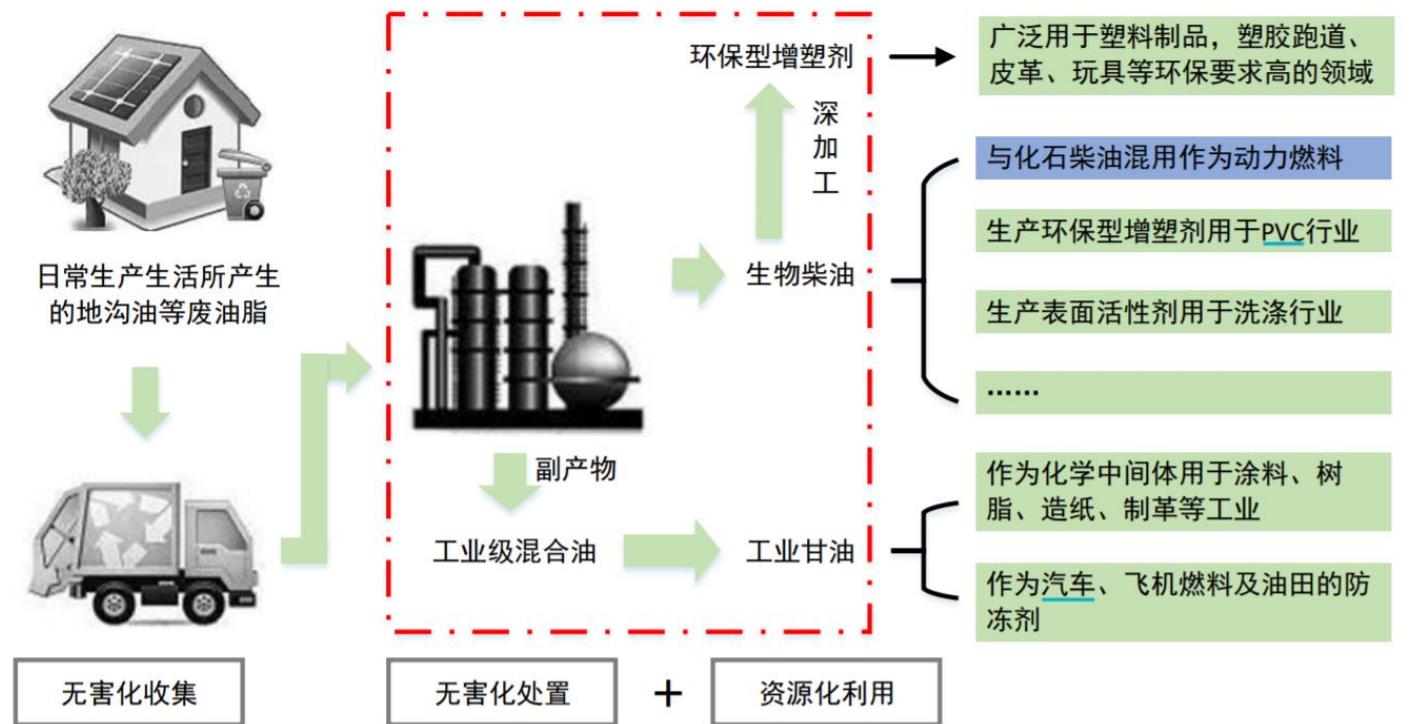 环保型增塑剂
广泛用于塑料制品，塑胶跑道、
皮革、玩具等环保要求高的领域
深
加
工
与化石柴油混用作为动力燃料
生产环保型增塑剂用于PVC行业
生物柴油
生产表面活性剂用于洗涤行业
……
日常生产生活所产生
的地沟油等废油脂
副产物
工业级混合油
工业甘油
作为化学中间体用于涂料、树
脂、造纸、制革等工业
作为汽车、飞机燃料及油田的防
冻剂
无害化收集
无害化处置
+
资源化利用